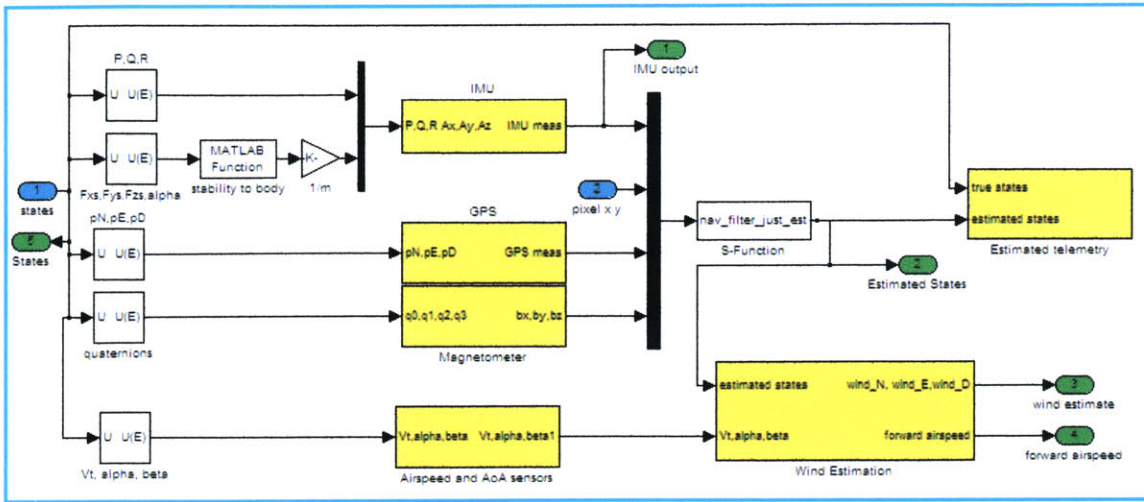 P,Q,R
U U(E)
IMU
P,Q,R Ax,Ay,Az IMU meas
1
IMU output
U U(E)
Fxs,Fys,Fzs,alpha
MATLAB
Function
stability to body
-K-
1/m
1
states
5
States
2
pixel x y
nav_filter_just_est
S-Function
true states
estimated states
Estimated telemetry
pN,pE,pD
U U(E)
GPS
pN,pE,pD GPS meas
2
Estimated States
U U(E)
quaternions
q0,q1,q2,q3 bx,by,bz
Magnetometer
estimated states wind_N, wind_E,wind_D
Vt,alpha,beta forward airspeed
Wind Estimation
3
wind estimate
4
forward airspeed
U U(E)
Vt, alpha, beta
Vt,alpha,beta Vt,alpha,beta1
Airspeed and AoA sensors